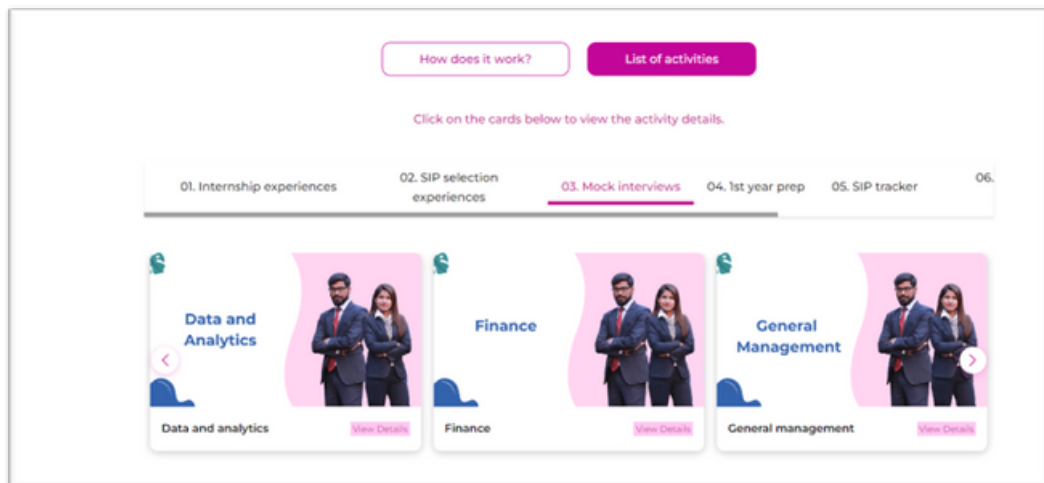 How does it work?
List of activities
Click on the cards below to view the activity details.
01. Internship experiences
02. SIP selection
experiences
03. Mock interviews
04. 1st year prep
05. SIP tracker
06.
Data and
Analytics
Finance
General
Management
Data and analytics
View Details
Finance
View Details
General management
View Details